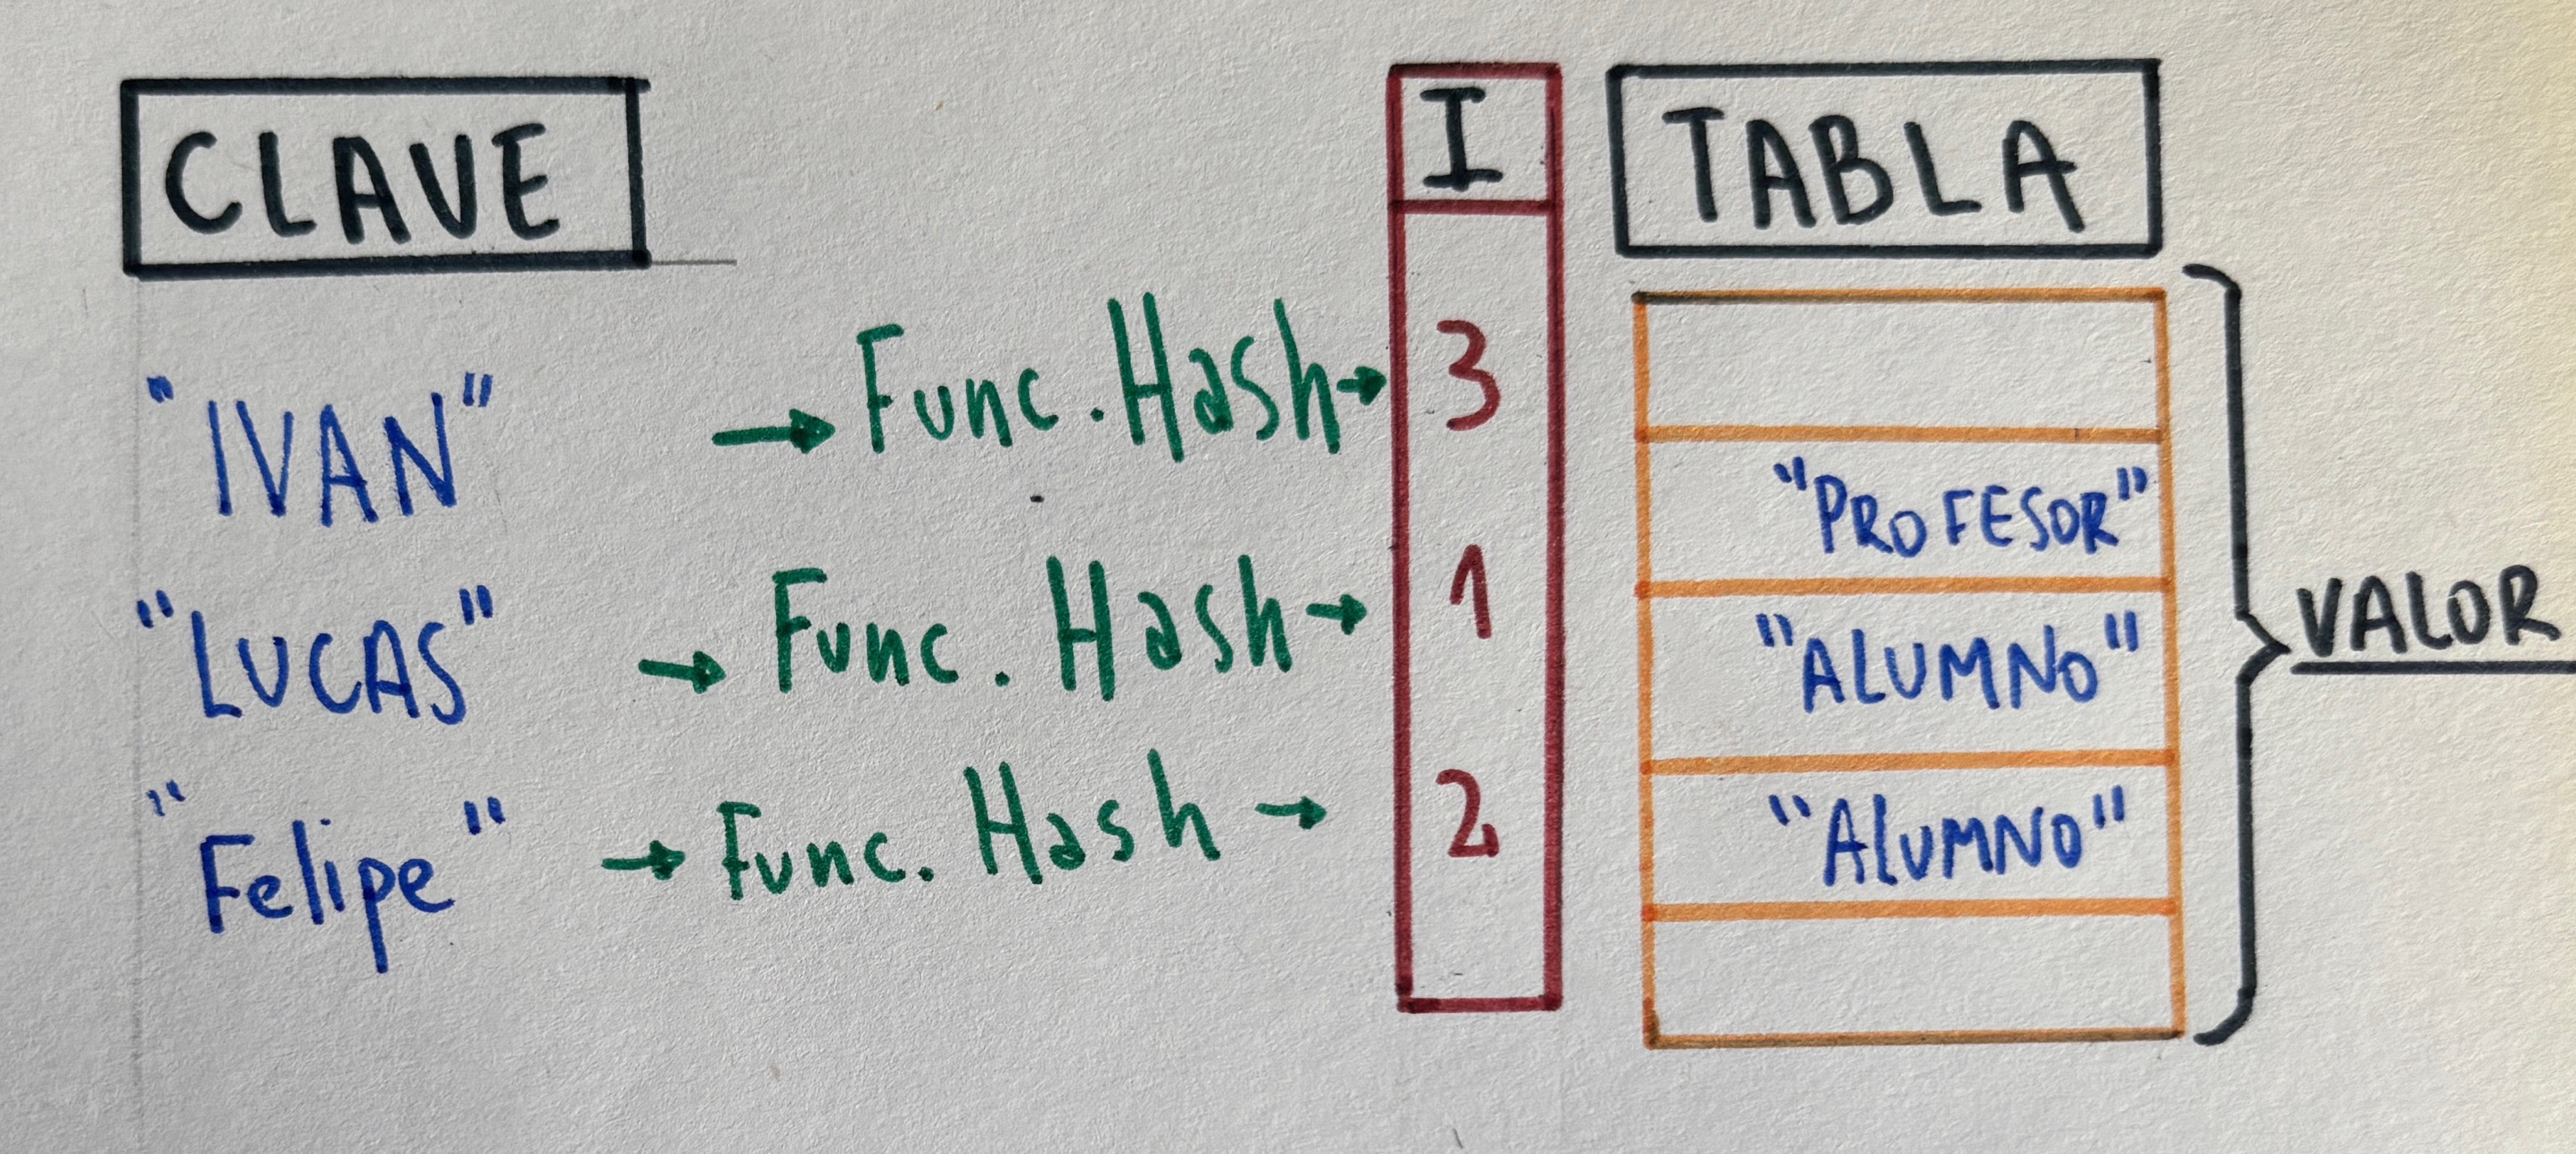 CLAVE I TABLA
"IVAN" → Func. Hash → 3
"PROFESOR"
"LUCAS" → Func. Hash → 1
"ALUMNO"
VALOR
"Felipe" → Func. Hash → 2
"AlUMNO"